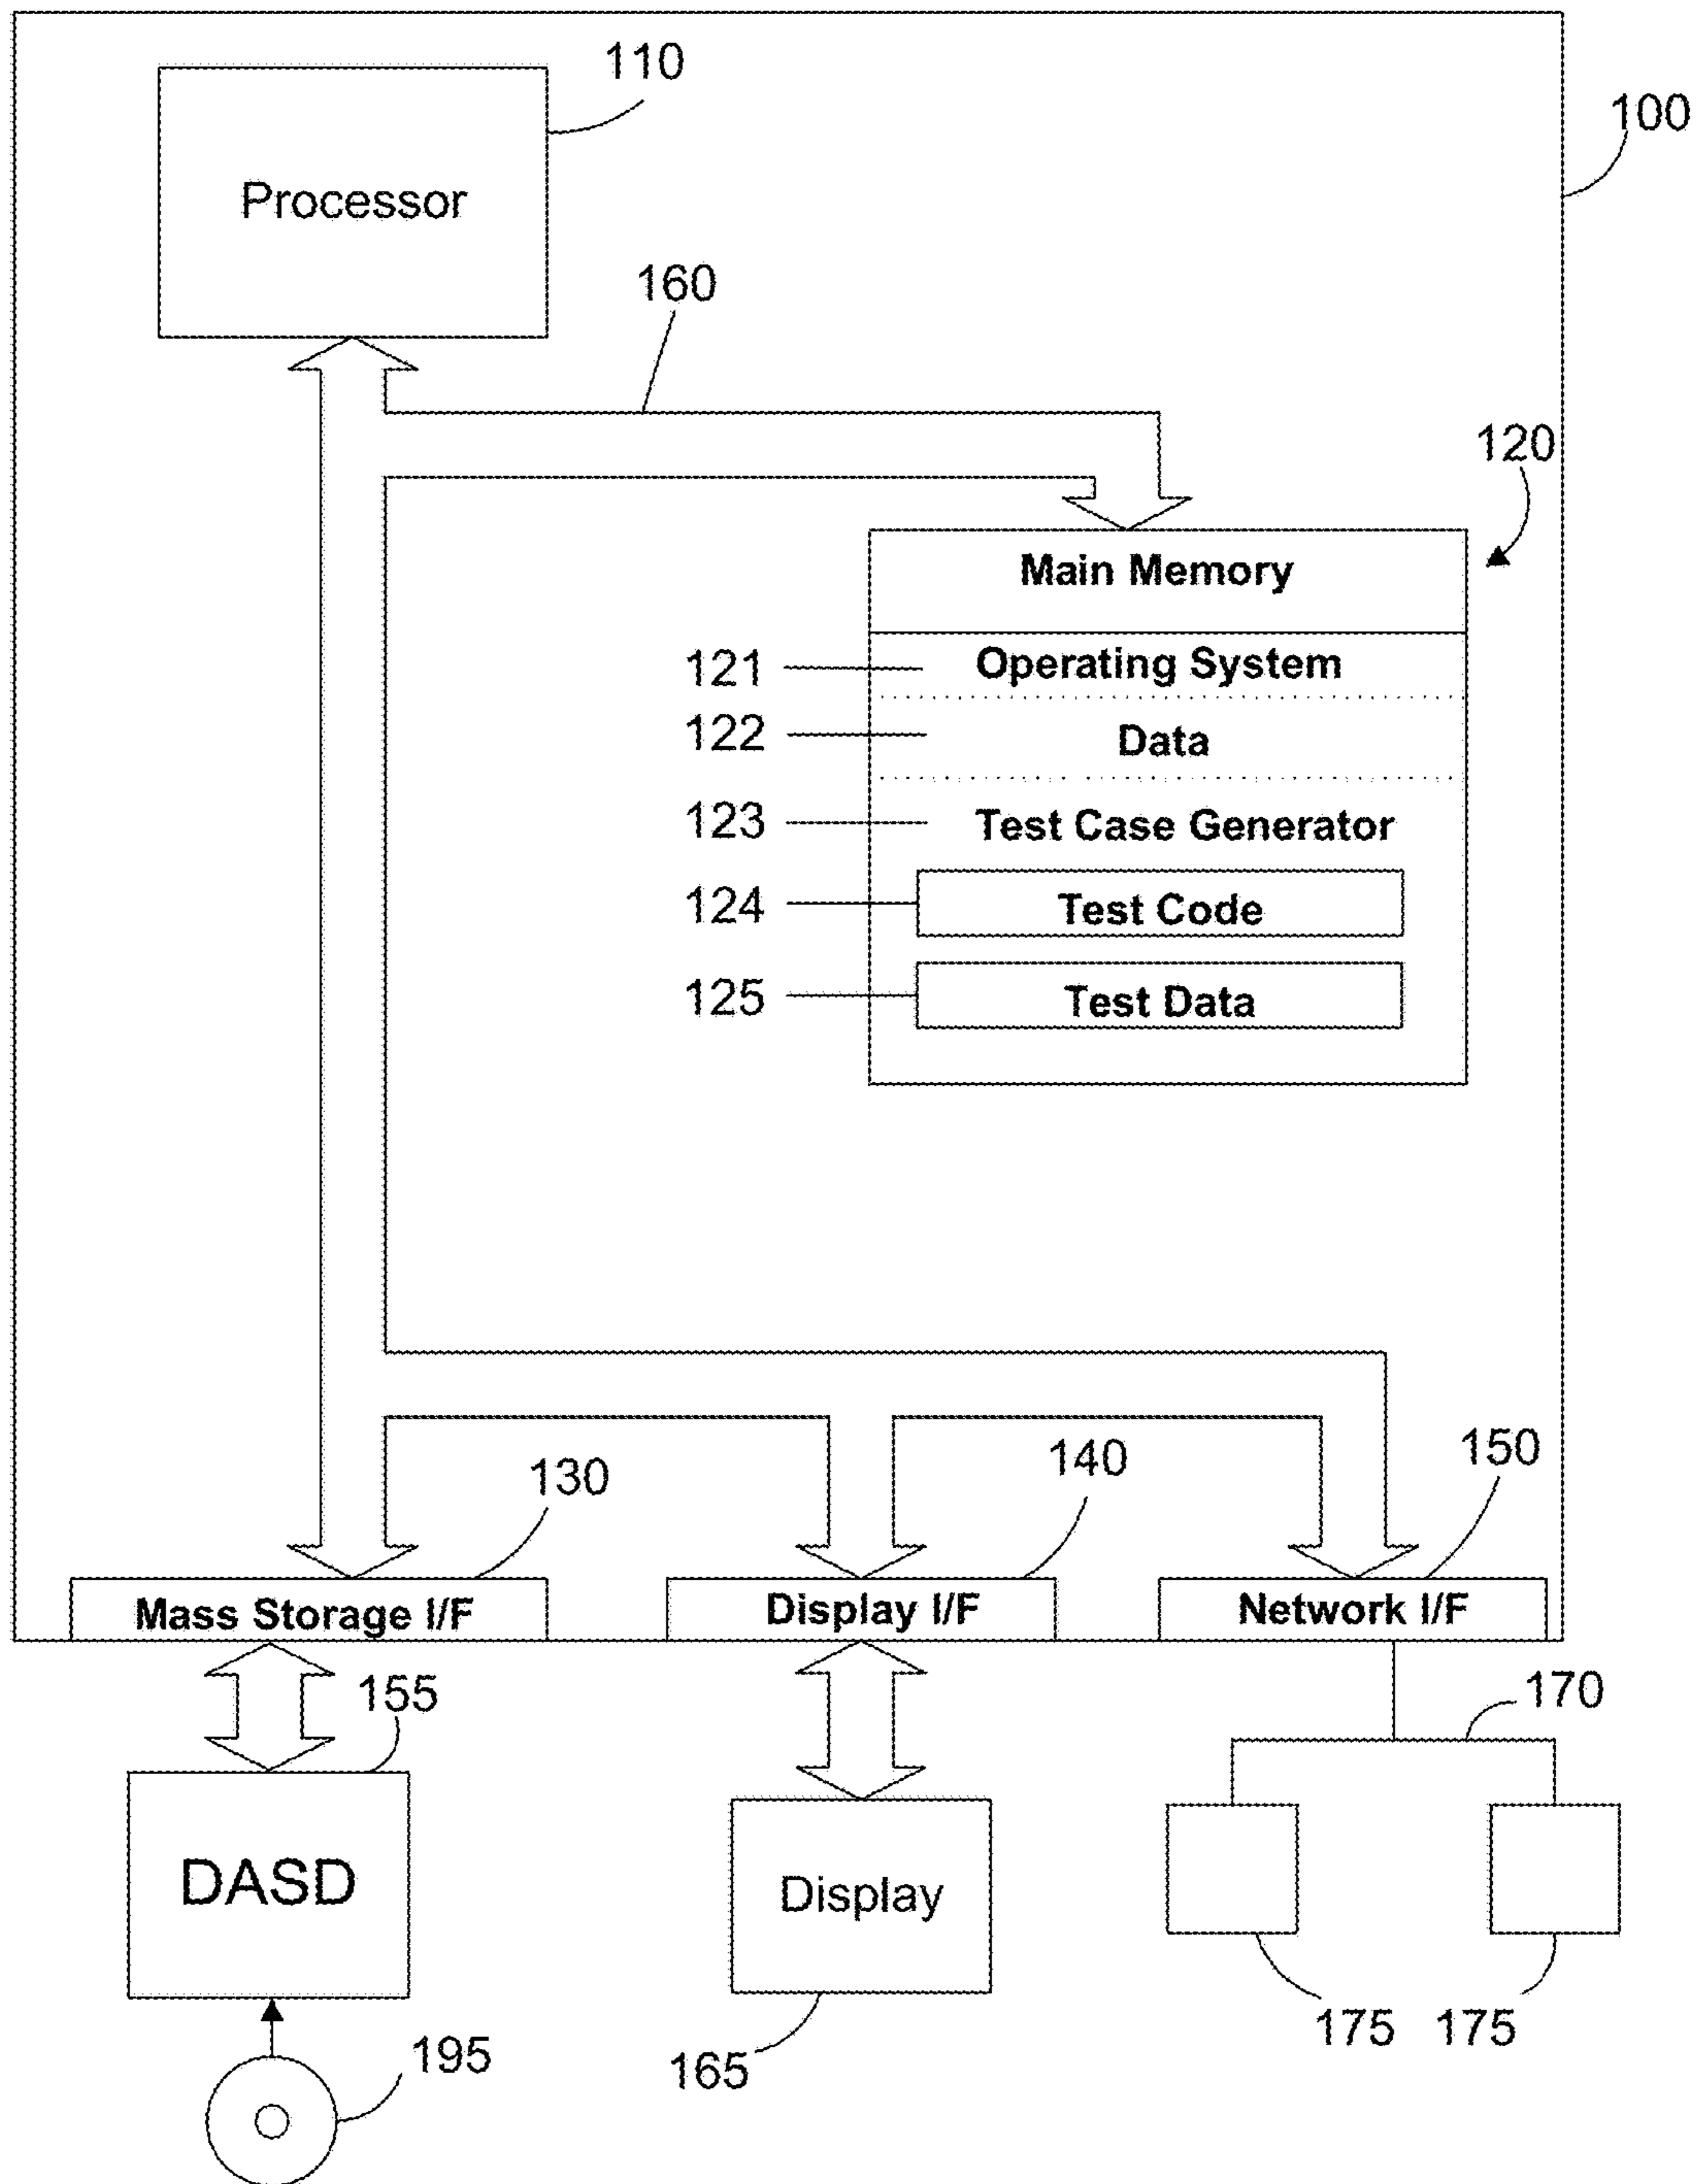 110
100
Processor
160
120
Main Memory
121
Operating System
122
Data
123
Test Case Generator
124
Test Code
125
Test Data
130
140
150
Mass Storage I/F
Display I/F
Network I/F
155
170
DASD
Display
175
175
195
165